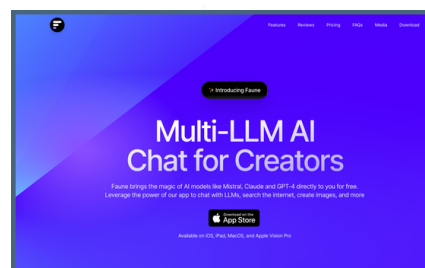 Features Reviews Pricing FAQs Media Download
Introducing Faune
Multi-LLM AI
Chat for Creators
Faune brings the magic of AI models like Mistral, Claude and GPT-4 directly to you for free.
Leverage the power of our app to chat with LLMs, search the internet, create images, and more
Download on the
App Store
Available on iOS, iPad, MacOS, and Apple Vision Pro